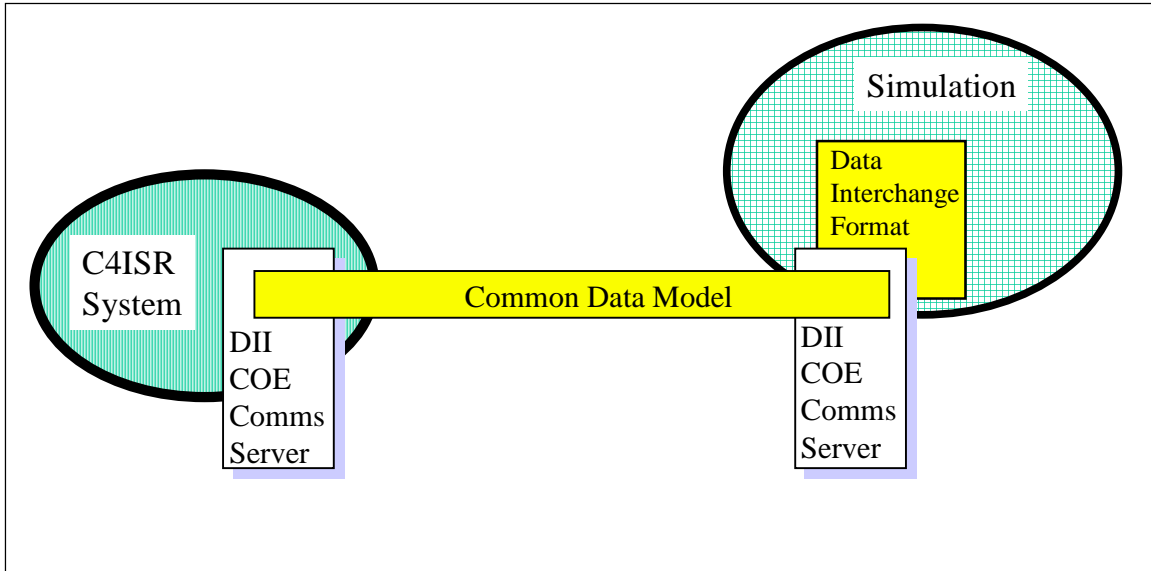 Simulation
Data
Interchange
Format
C4ISR
System
Common Data Model
DII
COE
Comms
Server
DII
COE
Comms
Server